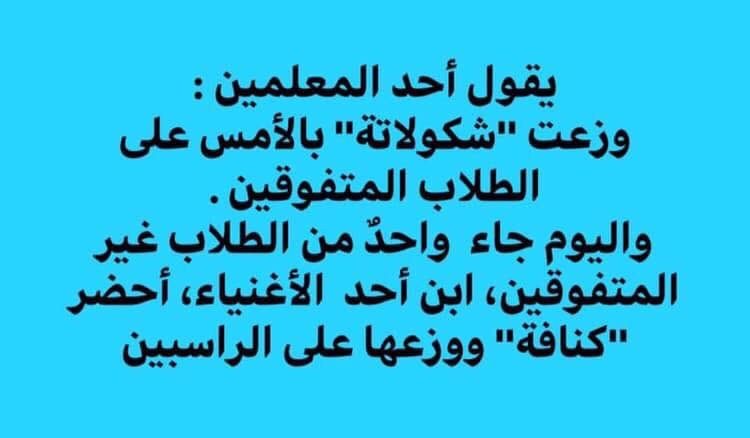 يقول أحد المعلمين :
وزعت "شكولاتة" بالأمس على
الطلاب المتفوقين .
واليوم جاء واحدٌ من الطلاب غير
المتفوقين، ابن أحد الأغنياء، أحضر
"كنافة" ووزعها على الراسبين